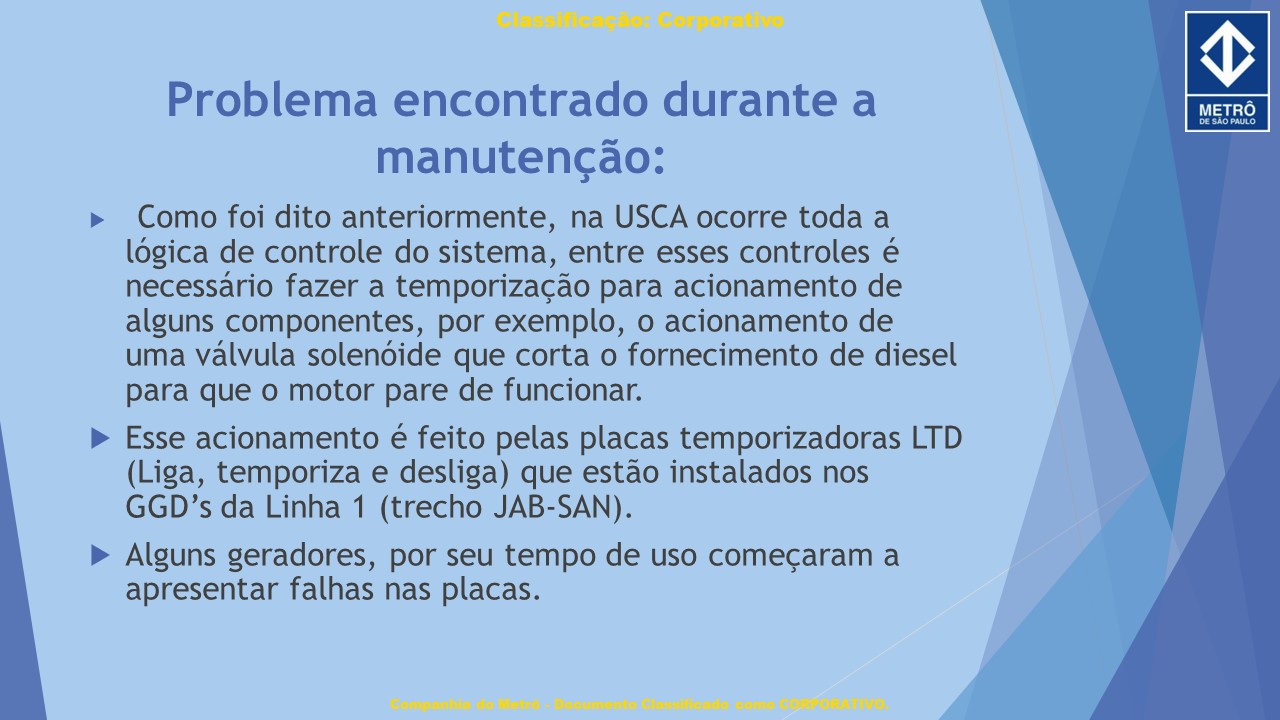 Classificação: Corporativo
METRÔ
DE SÃO PAULO
Problema encontrado durante a
manutenção:
Como foi dito anteriormente, na USCA ocorre toda a
lógica de controle do sistema, entre esses controles é
necessário fazer a temporização para acionamento de
alguns componentes, por exemplo, o acionamento de
uma válvula solenóide que corta o fornecimento de diesel
para que o motor pare de funcionar.
Esse acionamento é feito pelas placas temporizadoras LTD
(Liga, temporiza e desliga) que estão instalados nos
GGD’s da Linha 1 (trecho JAB-SAN).
Alguns geradores, por seu tempo de uso começaram a
apresentar falhas nas placas.
Companhia do Metrô - Documento Classificado como CORPORATIVO.